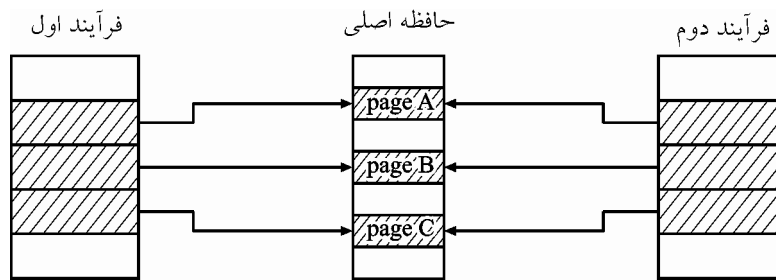 فرآیند اول
حافظه اصلی
فرآیند دوم
page A
page B
page C